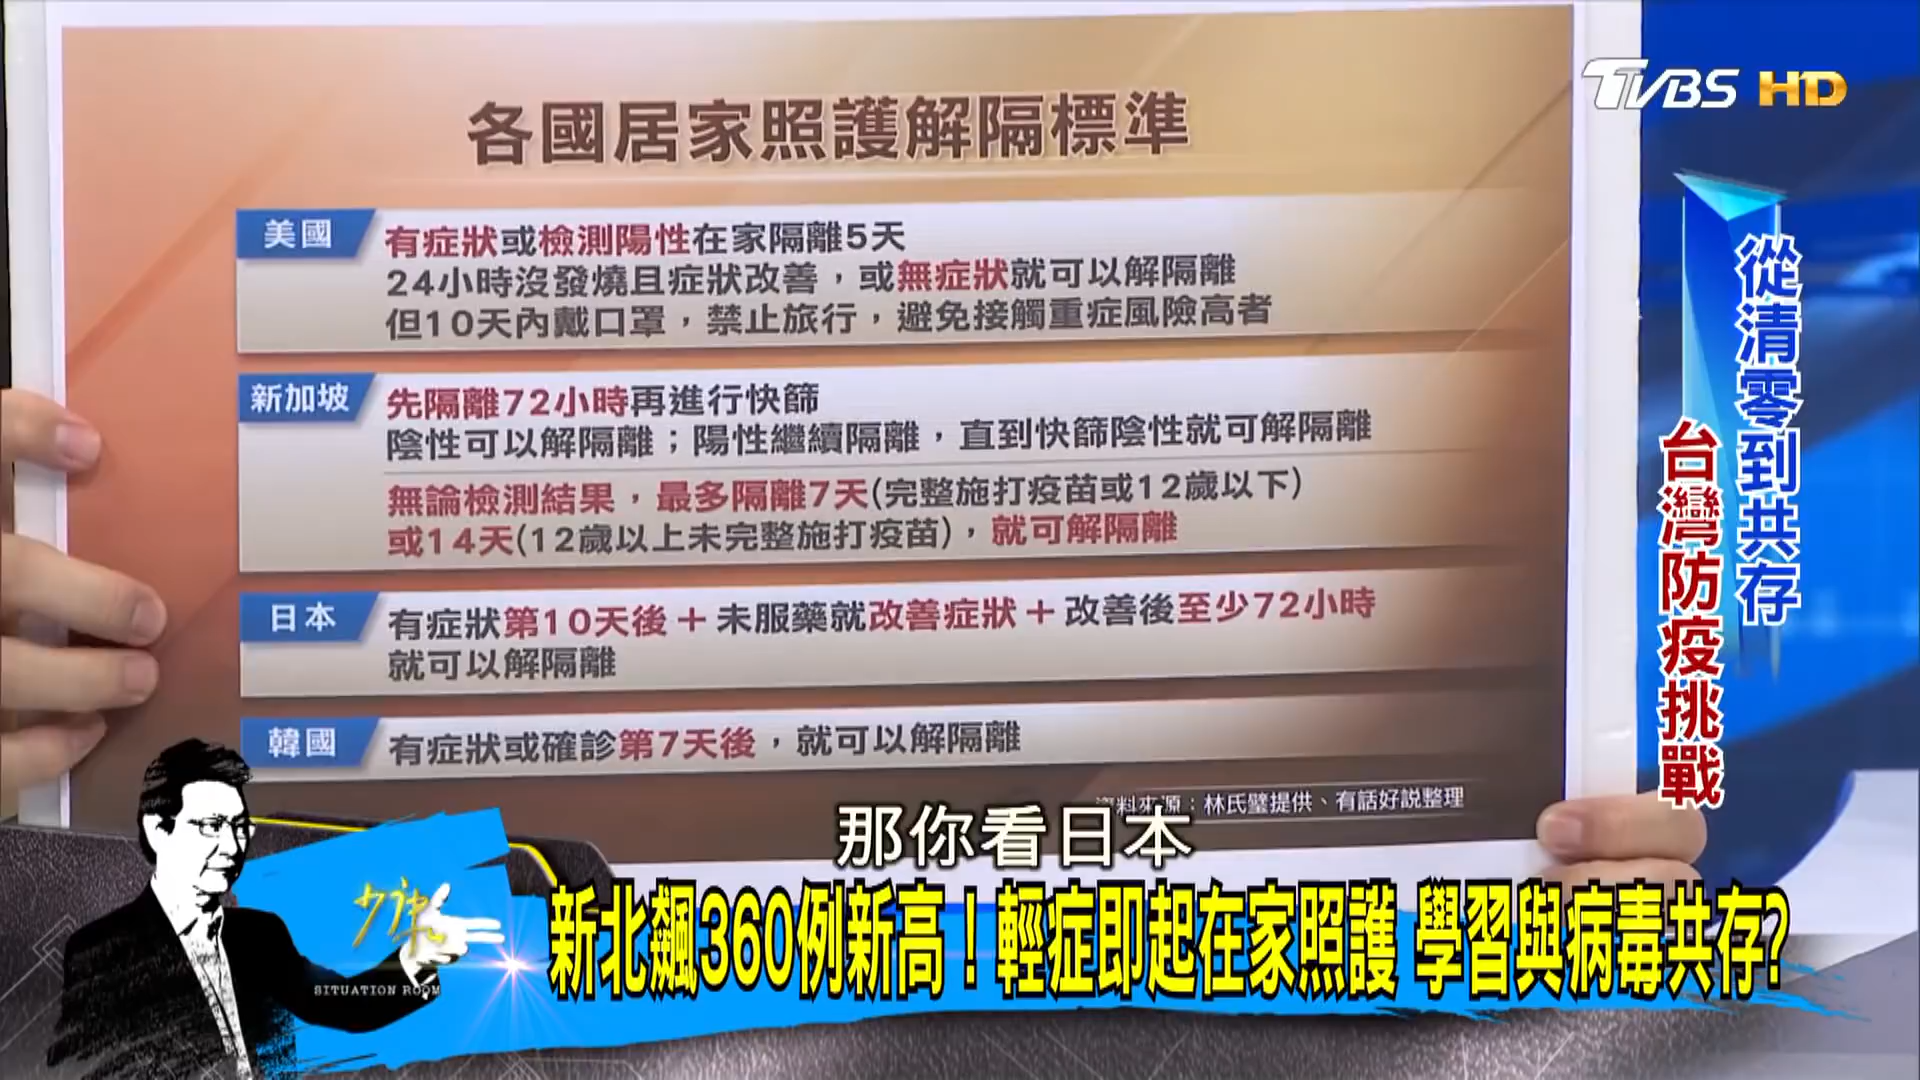 TVBS HD
各國居家照護解隔標準
美國
有症狀或檢測陽性在家隔離5天
24小時沒發燒且症狀改善，或無症狀就可以解隔離
但10天內戴口罩，禁止旅行，避免接觸重症風險高者
新加坡
先隔離72小時再進行快篩
陰性可以解隔離；陽性繼續隔離，直到快篩陰性就可解隔離
無論檢測結果，最多隔離7天(完整施打疫苗或12歲以下)
或14天(12歲以上未完整施打疫苗)，就可解隔離
日本
有症狀第10天後＋未服藥就改善症狀＋改善後至少72小時
就可以解隔離
韓國
有症狀或確診第7天後，就可以解隔離
資料來源：林氏璧提供、有話好說整理
從清零到共存
台灣防疫挑戰
那你看日本
新北飆360例新高！輕症即起在家照護 學習與病毒共存?
SITUATION ROOM